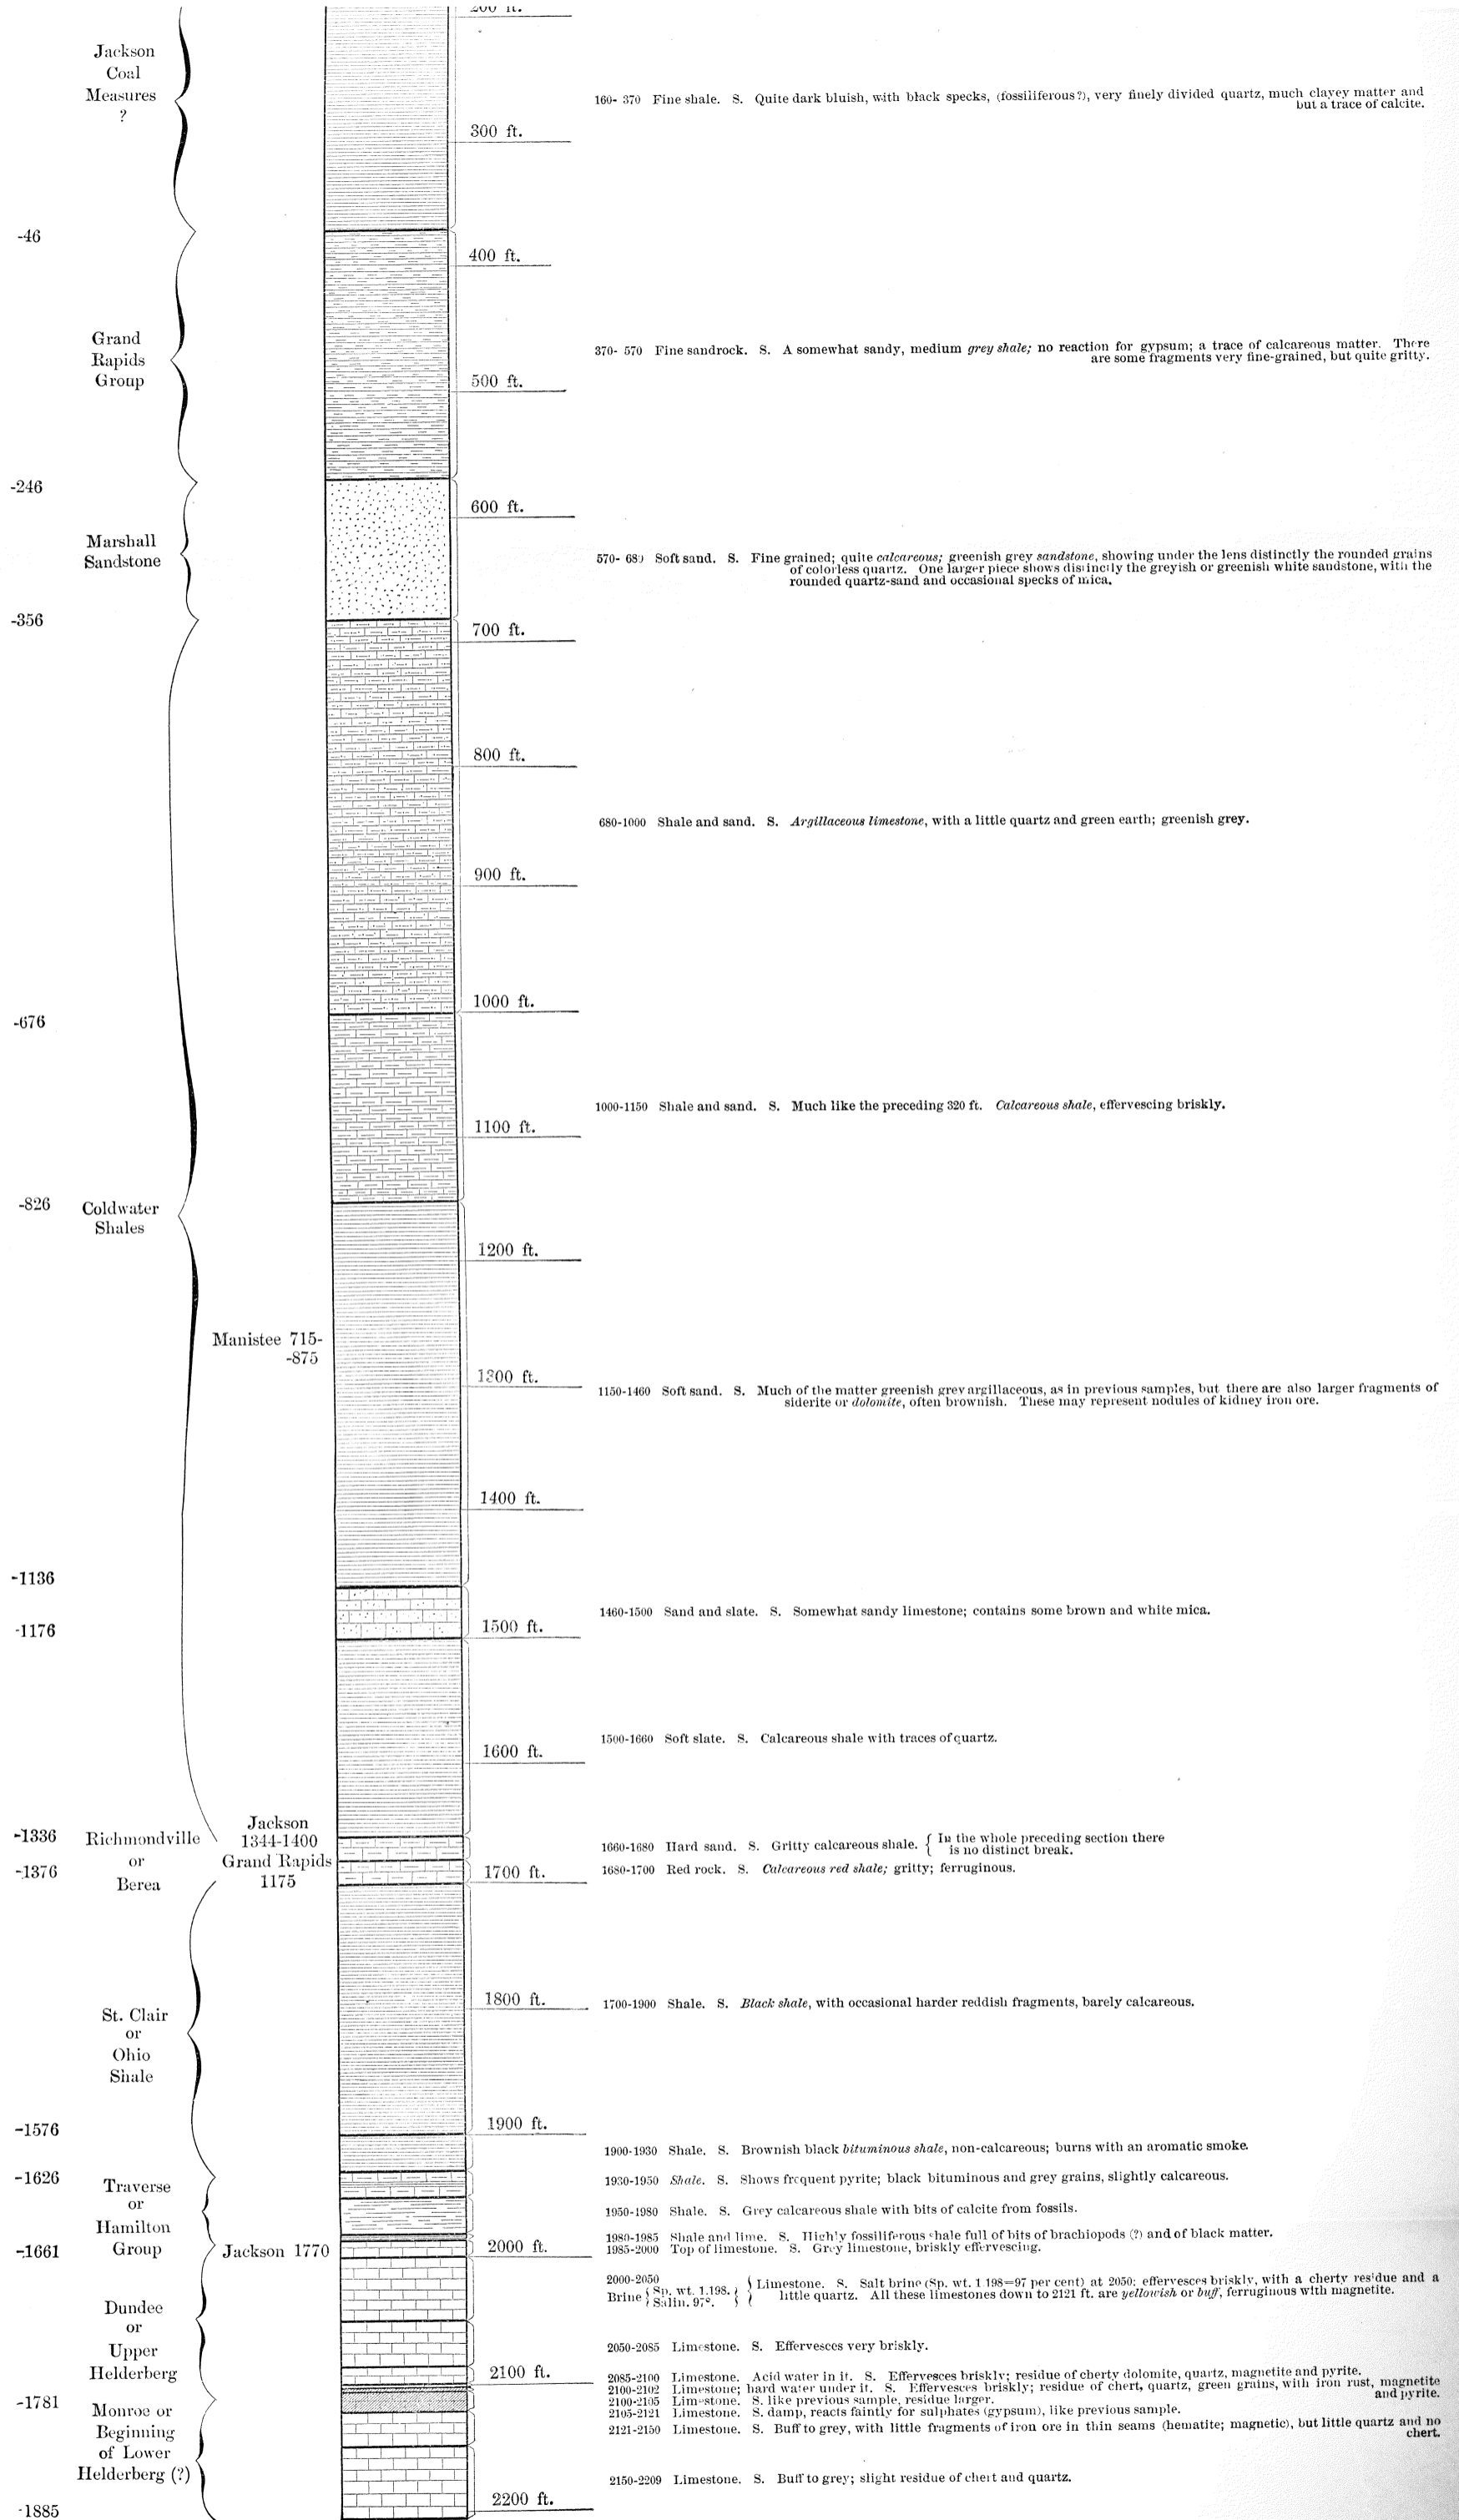 200 ft.
Jackson
Coal
Measures
?
160- 370 Fine shale. S. Quite dark bluish, with black specks, (fossiliferous?), very finely divided quartz, much clayey matter and
but a trace of calcite.
300 ft.
-46
400 ft.
Grand
Rapids
Group
370- 570 Fine sandrock. S. A somewhat sandy, medium grey shale; no reaction for gypsum; a trace of calcareous matter. There
are some fragments very fine-grained, but quite gritty.
500 ft.
-246
600 ft.
Marshall
Sandstone
570- 680 Soft sand. S. Fine grained; quite calcareous; greenish grey sandstone, showing under the lens distinctly the rounded grains
of colorless quartz. One larger piece shows distinctly the greyish or greenish white sandstone, with the
rounded quartz-sand and occasional specks of mica.
-356
700 ft.
800 ft.
680-1000 Shale and sand. S. Argillaceous limestone, with a little quartz and green earth; greenish grey.
900 ft.
1000 ft.
-676
1000-1150 Shale and sand. S. Much like the preceding 320 ft. Calcareous shale, effervescing briskly.
1100 ft.
-826
Coldwater
Shales
1200 ft.
Manistee 715-
-875
1300 ft.
1150-1460 Soft sand. S. Much of the matter greenish grey argillaceous, as in previous samples, but there are also larger fragments of
siderite or dolomite, often brownish. These may represent nodules of kidney iron ore.
1400 ft.
-1136
1460-1500 Sand and slate. S. Somewhat sandy limestone; contains some brown and white mica.
-1176
1500 ft.
1500-1660 Soft slate. S. Calcareous shale with traces of quartz.
1600 ft.
-1336
Richmondville
or
Berea
Jackson
1344-1400
Grand Rapids
1175
1660-1680 Hard sand. S. Gritty calcareous shale. { In the whole preceding section there
is no distinct break.
-1376
1680-1700 Red rock. S. Calcareous red shale; gritty; ferruginous.
1700 ft.
1800 ft.
1700-1900 Shale. S. Black shale, with occasional harder reddish fragments, barely calcareous.
St. Clair
or
Ohio
Shale
1900 ft.
-1576
1900-1930 Shale. S. Brownish black bituminous shale, non-calcareous; burns with an aromatic smoke.
-1626
1930-1950 Shale. S. Shows frequent pyrite; black bituminous and grey grains, slightly calcareous.
Traverse
or
Hamilton
Group
1950-1980 Shale. S. Grey calcareous shale with bits of calcite from fossils.
1980-1985 Shale and lime. S. Highly fossiliferous shale full of bits of brachiopods (?) and of black matter.
1985-2000 Top of limestone. S. Grey limestone, briskly effervescing.
-1661
Jackson 1770
2000 ft.
2000-2050
Brine { Sp. wt. 1.198. } { Limestone. S. Salt brine (Sp. wt. 1 198=97 per cent) at 2050; effervesces briskly, with a cherty residue and a
Salin. 97°. little quartz. All these limestones down to 2121 ft. are yellowish or buff, ferruginous with magnetite.
Dundee
or
Upper
Helderberg
2050-2085 Limestone. S. Effervesces very briskly.
2100 ft.
2085-2100 Limestone. Acid water in it. S. Effervesces briskly; residue of cherty dolomite, quartz, magnetite and pyrite.
2100-2102 Limestone; hard water under it. S. Effervesces briskly; residue of chert, quartz, green grains, with iron rust, magnetite
and pyrite.
2100-2105 Limestone. S. like previous sample, residue larger.
2105-2121 Limestone. S. damp, reacts faintly for sulphates (gypsum), like previous sample.
-1781
Monroe or
Beginning
of Lower
Helderberg (?)
2121-2150 Limestone. S. Buff to grey, with little fragments of iron ore in thin seams (hematite; magnetic), but little quartz and no
chert.
2150-2209 Limestone. S. Buff to grey; slight residue of chert and quartz.
2200 ft.
-1885